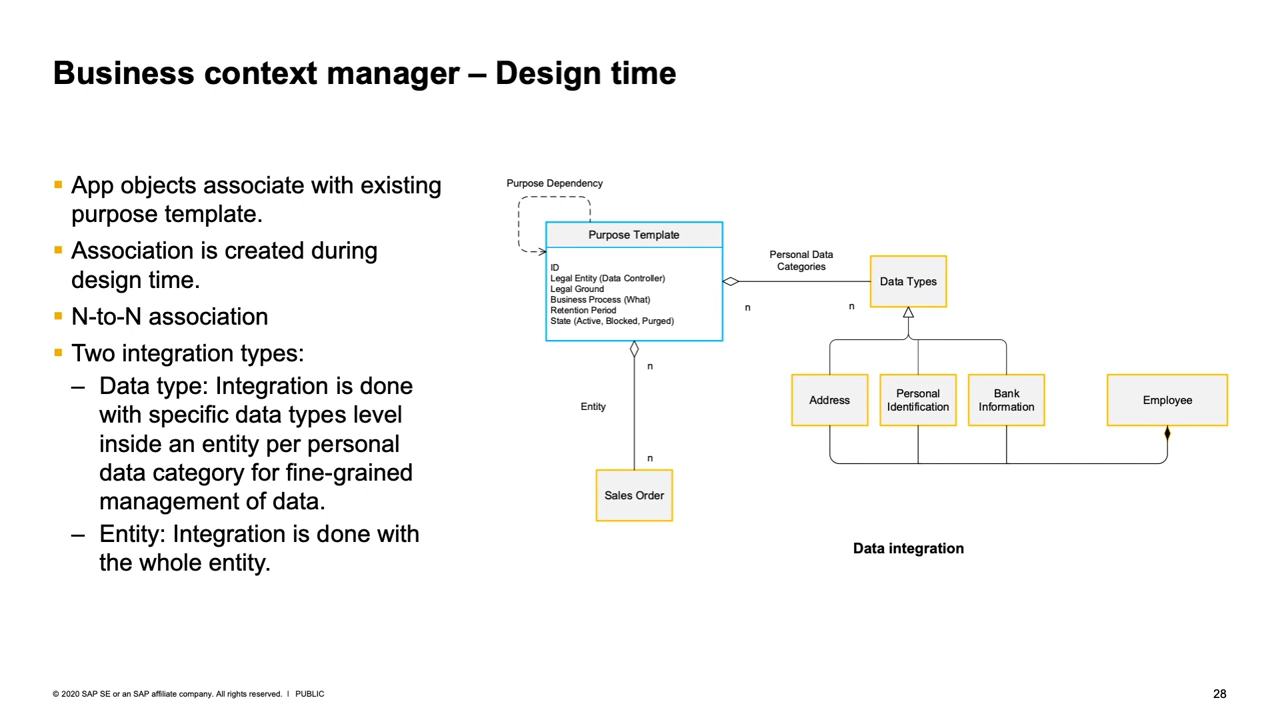 Business context manager – Design time
▪ App objects associate with existing
purpose template.
▪ Association is created during
design time.
▪ N-to-N association
▪ Two integration types:
– Data type: Integration is done
with specific data types level
inside an entity per personal
data category for fine-grained
management of data.
– Entity: Integration is done with
the whole entity.
Purpose Dependency
Purpose Template
ID
Legal Entity (Data Controller)
Legal Ground
Business Process (What)
Retention Period
State (Active, Blocked, Purged)
Personal Data
Categories
n
n
Data Types
Address
Personal
Identification
Bank
Information
Employee
n
Entity
n
Sales Order
Data integration
© 2020 SAP SE or an SAP affiliate company. All rights reserved. | PUBLIC
28